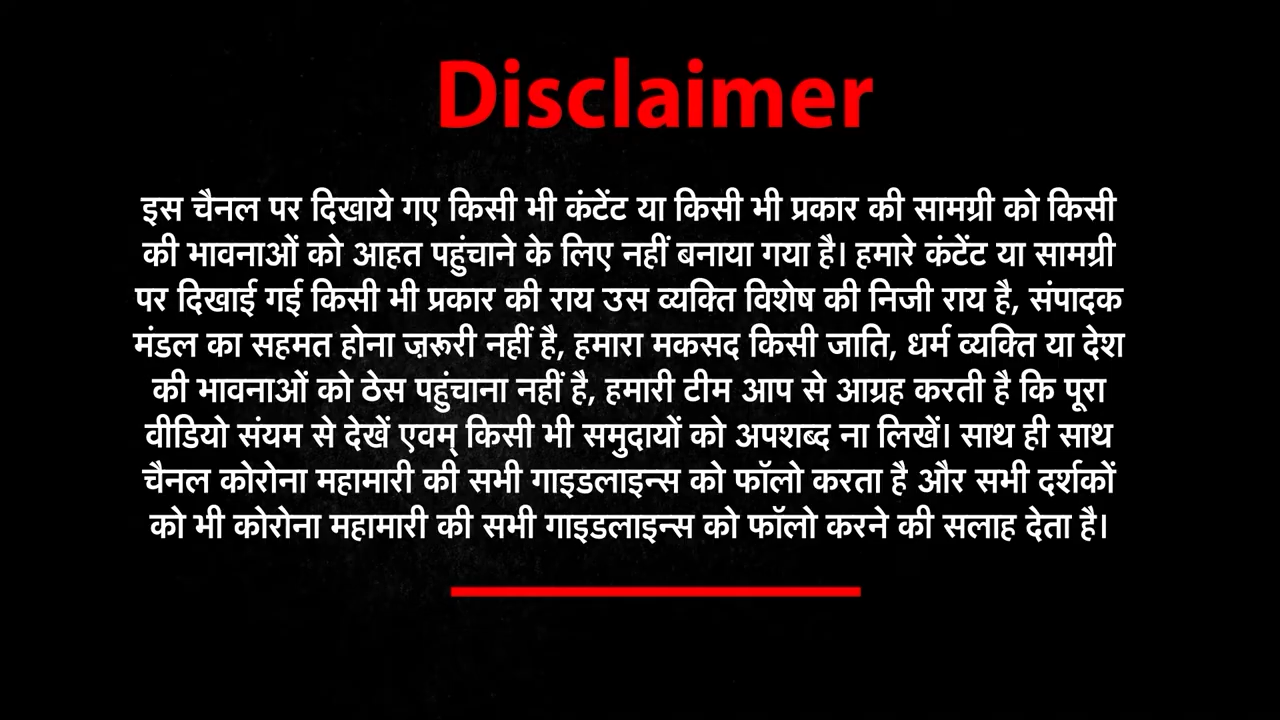 Disclaimer
इस चैनल पर दिखाये गए किसी भी कंटेंट या किसी भी प्रकार की सामग्री को किसी
की भावनाओं को आहत पहुंचाने के लिए नहीं बनाया गया है। हमारे कंटेंट या सामग्री
पर दिखाई गई किसी भी प्रकार की राय उस व्यक्ति विशेष की निजी राय है, संपादक
मंडल का सहमत होना ज़रूरी नहीं है, हमारा मकसद किसी जाति, धर्म व्यक्ति या देश
की भावनाओं को ठेस पहुंचाना नहीं है, हमारी टीम आप से आग्रह करती है कि पूरा
वीडियो संयम से देखें एवम् किसी भी समुदायों को अपशब्द ना लिखें। साथ ही साथ
चैनल कोरोना महामारी की सभी गाइडलाइन्स को फॉलो करता है और सभी दर्शकों
को भी कोरोना महामारी की सभी गाइडलाइन्स को फॉलो करने की सलाह देता है।